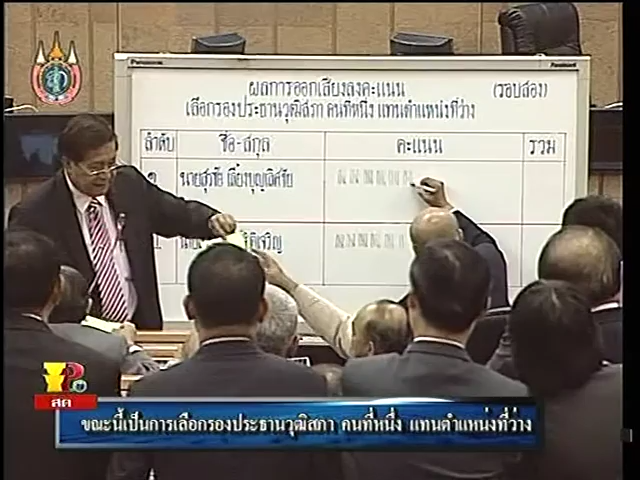 Panasonic
Panaboard
ผลการออกเสียงลงคะแนน (รอบสอง)
เลือกรองประธานวุฒิสภา คนที่หนึ่ง แทนตำแหน่งที่ว่าง
ลำดับ ชื่อ-สกุล คะแนน รวม
๑. นายสุรชัย เลี้ยงบุญเลิศชัย
สด
ขณะนี้เป็นการเลือกรองประธานวุฒิสภา คนที่หนึ่ง แทนตำแหน่งที่ว่าง